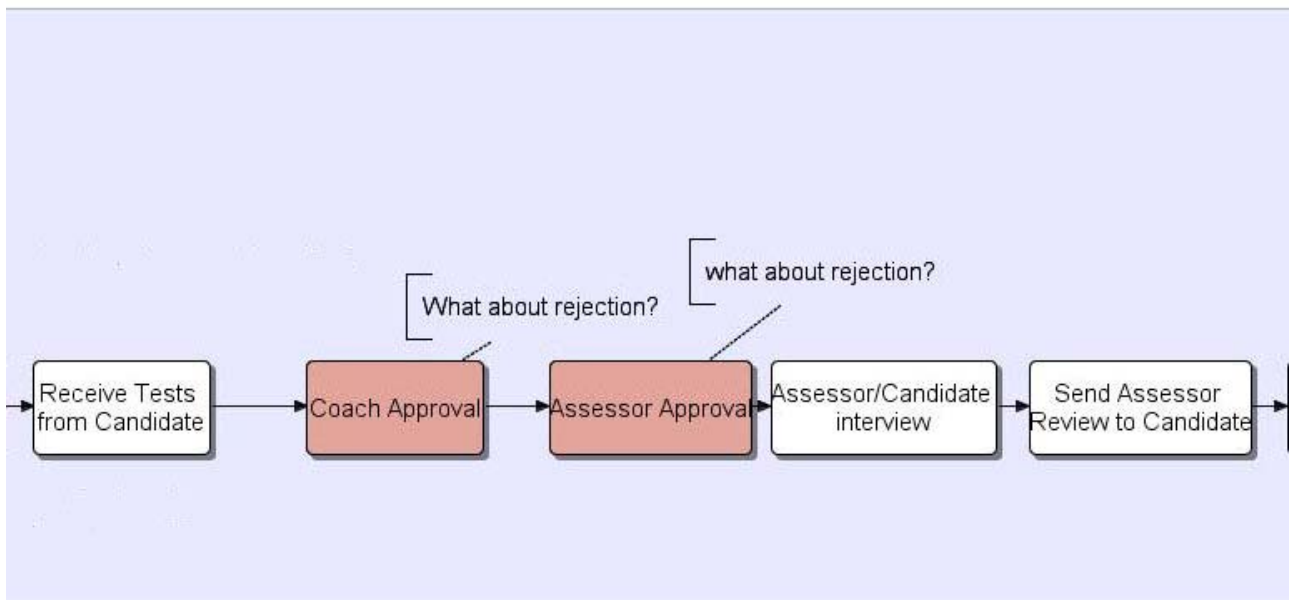 what about rejection?
What about rejection?
Receive Tests
from Candidate
Coach Approval
Assessor Approval
Assessor/Candidate
interview
Send Assessor
Review to Candidate